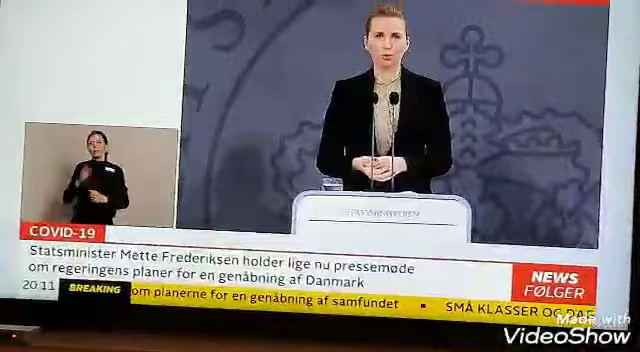 STATSMINISTEREN
COVID-19
Statsminister Mette Frederiksen holder lige nu pressemøde
om regeringens planer for en genåbning af Danmark
NEWS
FØLGER
20 11 BREAKING om planerne for en genåbning af samfundet ▪ SMÅ KLASSER OG
Made with
VideoShow